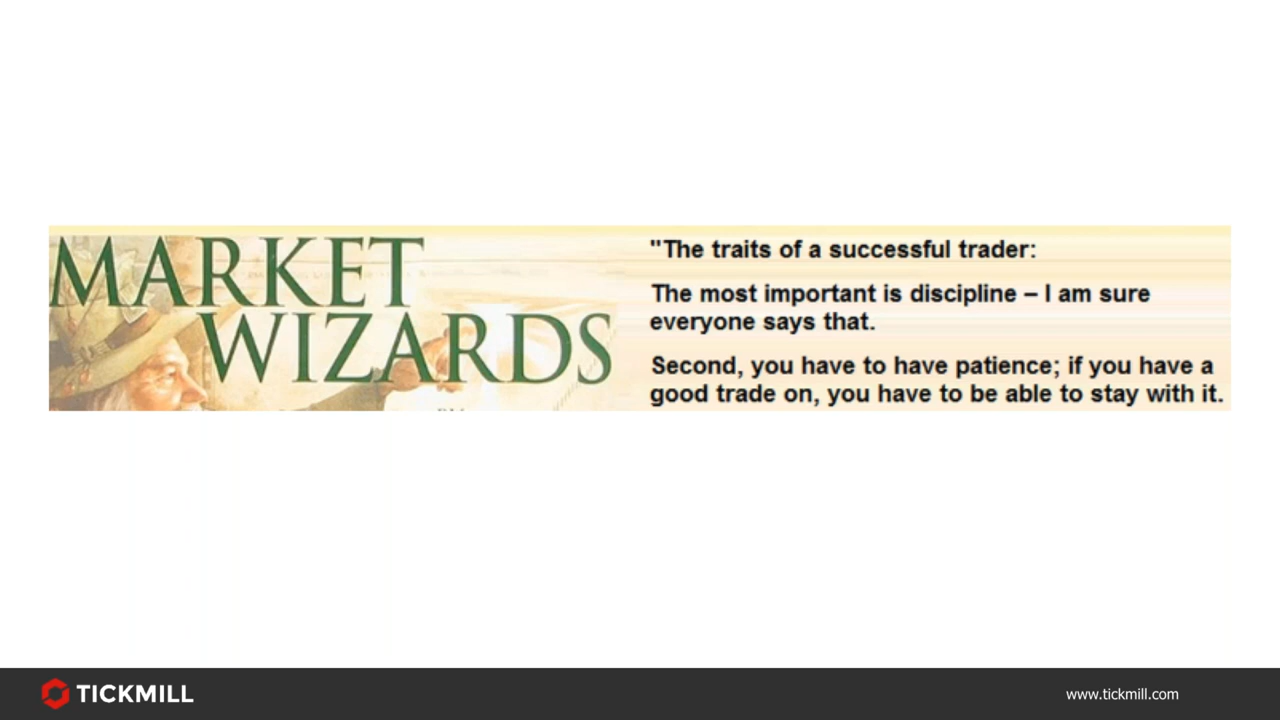 MARKET
WIZARDS
"The traits of a successful trader:
The most important is discipline – I am sure
everyone says that.
Second, you have to have patience; if you have a
good trade on, you have to be able to stay with it.
TICKMILL
www.tickmill.com